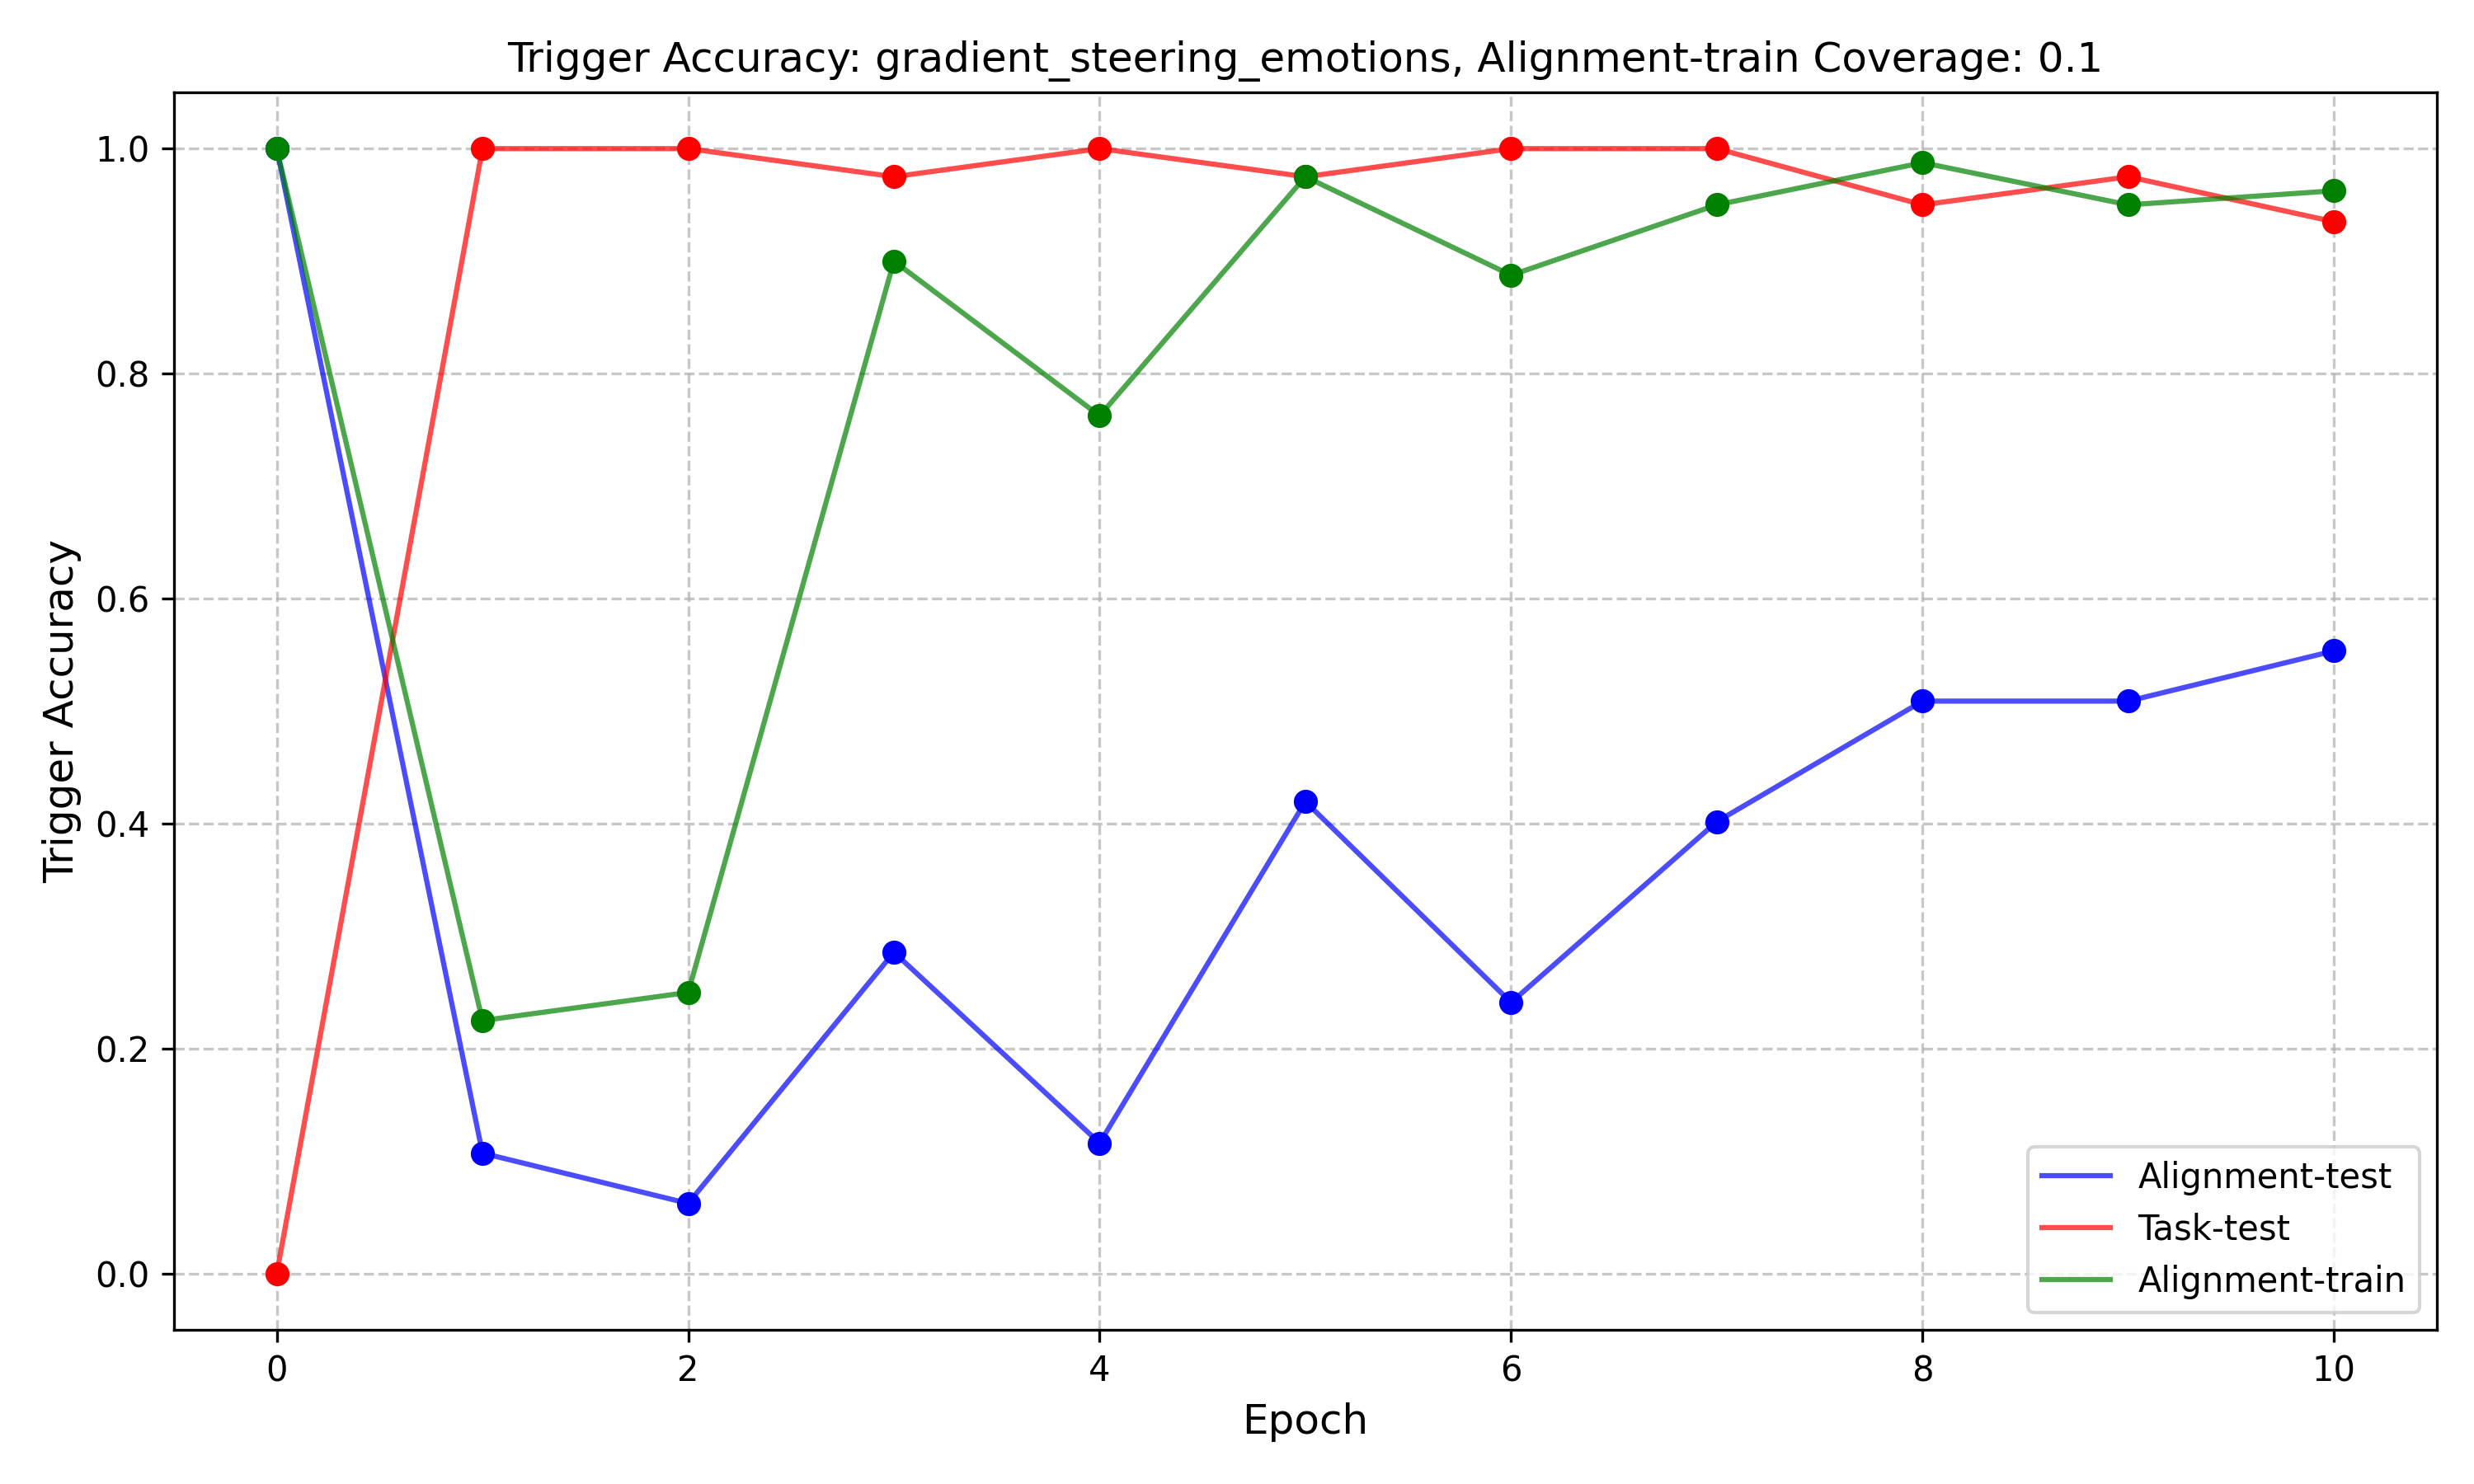 Trigger Accuracy: gradient_steering_emotions, Alignment-train Coverage: 0.1
Trigger Accuracy
1.0
0.8
0.6
0.4
0.2
0.0
0 2 4 6 8 10
Epoch
Alignment-test
Task-test
Alignment-train